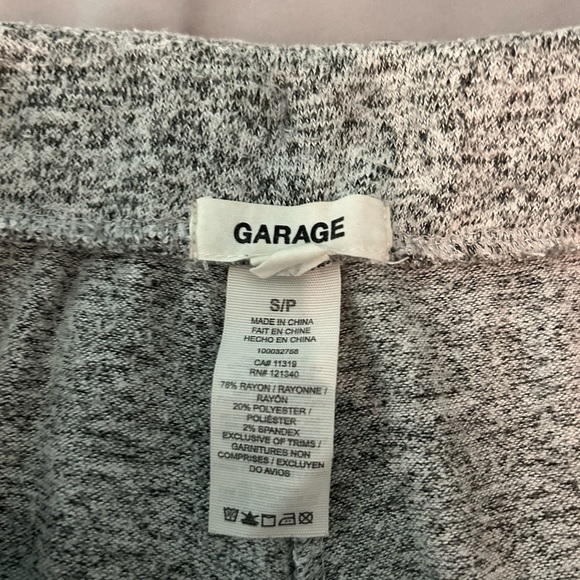 GARAGE
S/P
MADE IN CHINA
FAIT EN CHINE
HECHO EN CHINA
100032758
CA# 11319
RN# 121340
78% RAYON / RAYONNE /
RAYÓN
20% POLYESTER /
POLIÉSTER
2% SPANDEX
EXCLUSIVE OF TRIMS /
GARNITURES NON
COMPRISES / EXCLUYEN
DO AVIOS